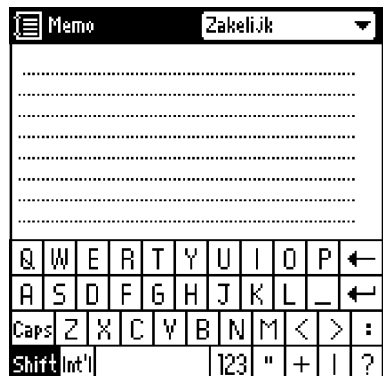 Memo Zakelijk
Q W E R T Y U I O P ←
A S D F G H J K L _ ↵
Caps Z X C V B N M < > :
Shift Int'l 123 " + | ?